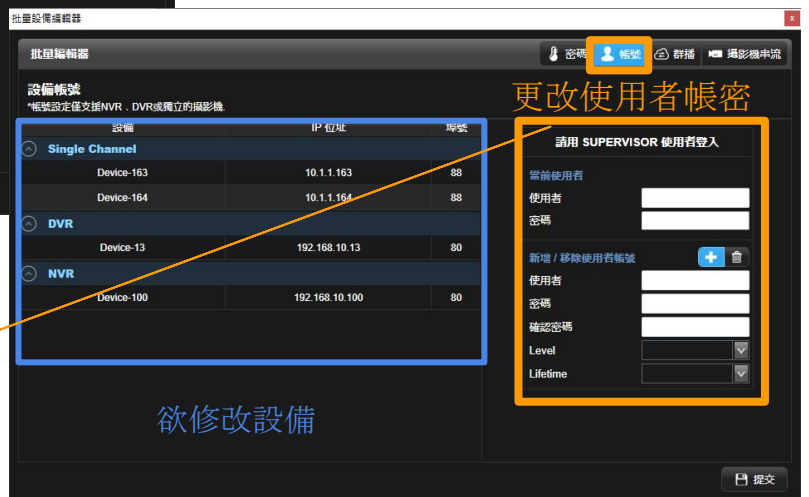 批量設備編輯器
x
批量編輯器
密碼 帳號 群播 攝影機串流
設備帳號
*帳號設定僅支援NVR﹐DVR或獨立的攝影機.
更改使用者帳密
設備 IP 位址 埠號
Single Channel
Device-163 10.1.1.163 88
Device-164 10.1.1.164 88
DVR
Device-13 192.168.10.13 80
NVR
Device-100 192.168.10.100 80
請用 SUPERVISOR 使用者登入
當前使用者
使用者
密碼
新增 / 移除使用者帳號
使用者
密碼
確認密碼
Level
Lifetime
欲修改設備
提交